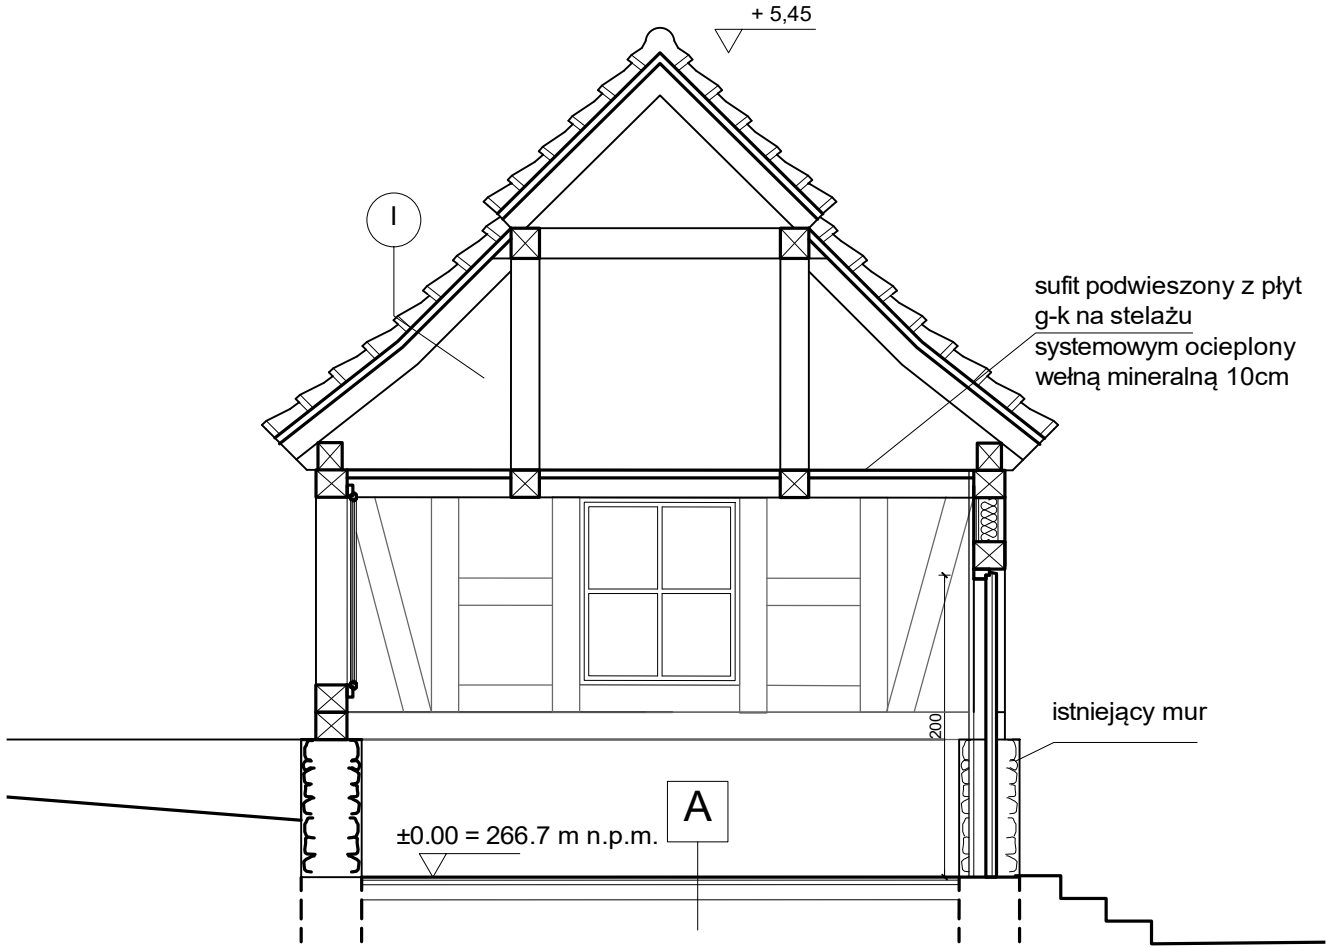 + 5,45
I
sufit podwieszony z płyt
g-k na stelażu
systemowym ocieplony
wełną mineralną 10cm
200
istniejący mur
A
±0.00 = 266.7 m n.p.m.